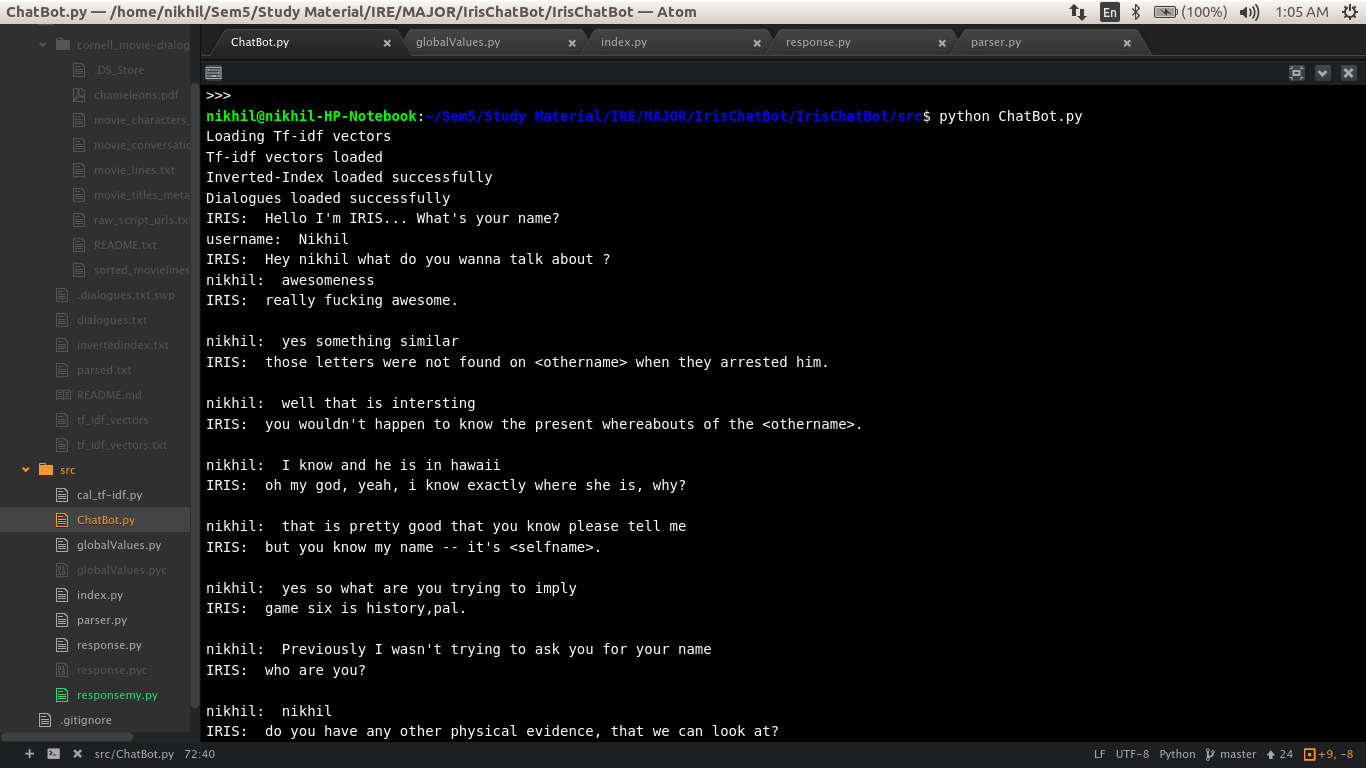 ChatBot.py — /home/nikhil/Sem5/Study Material/IRE/MAJOR/IrisChatBot/IrisChatBot — Atom
En (100%) 1:05 AM
ChatBot.py
globalValues.py
index.py
response.py
parser.py
cornell_movie-dialog
.DS_Store
chameleons.pdf
movie_characters_
movie_conversatio
movie_lines.txt
movie_titles_meta
raw_script_urls.tx
README.txt
sorted_movielines
.dialogues.txt.swp
dialogues.txt
invertedindex.txt
parsed.txt
README.md
tf_idf_vectors
tf_idf_vectors.txt
src
cal_tf-idf.py
ChatBot.py
globalValues.py
globalValues.pyc
index.py
parser.py
response.py
response.pyc
responsemy.py
.gitignore
>>>
nikhil@nikhil-HP-Notebook:~/Sem5/Study Material/IRE/MAJOR/IrisChatBot/IrisChatBot/src$ python ChatBot.py
Loading Tf-idf vectors
Tf-idf vectors loaded
Inverted-Index loaded successfully
Dialogues loaded successfully
IRIS:  Hello I'm IRIS... What's your name?
username:  Nikhil
IRIS:  Hey nikhil what do you wanna talk about ?
nikhil:  awesomeness
IRIS:  really fucking awesome.
nikhil:  yes something similar
IRIS:  those letters were not found on <othername> when they arrested him.
nikhil:  well that is intersting
IRIS:  you wouldn't happen to know the present whereabouts of the <othername>.
nikhil:  I know and he is in hawaii
IRIS:  oh my god, yeah, i know exactly where she is, why?
nikhil:  that is pretty good that you know please tell me
IRIS:  but you know my name -- it's <selfname>.
nikhil:  yes so what are you trying to imply
IRIS:  game six is history,pal.
nikhil:  Previously I wasn't trying to ask you for your name
IRIS:  who are you?
nikhil:  nikhil
IRIS:  do you have any other physical evidence, that we can look at?
src/ChatBot.py 72:40
LF UTF-8 Python master 24 +9, -8